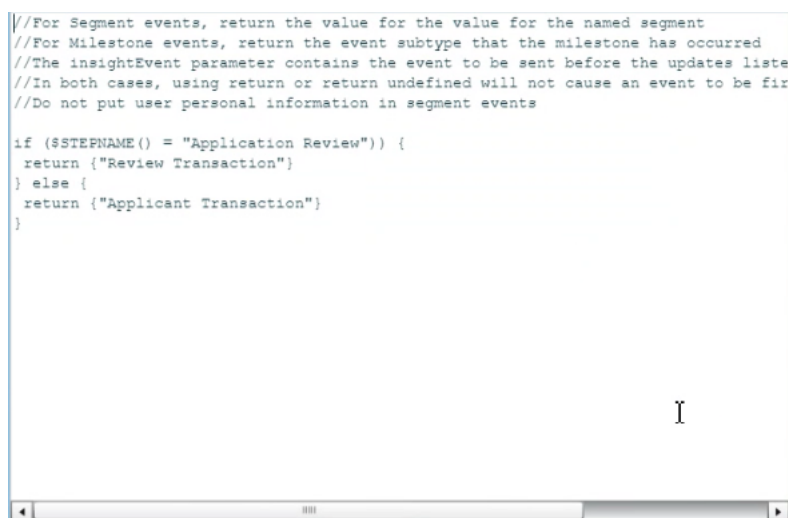 //For Segment events, return the value for the value for the named segment
//For Milestone events, return the event subtype that the milestone has occurred
//The insightEvent parameter contains the event to be sent before the updates liste
//In both cases, using return or return undefined will not cause an event to be fir
//Do not put user personal information in segment events
if ($STEPNAME() = "Application Review")) {
return {"Review Transaction"}
} else {
return {"Applicant Transaction"}
}